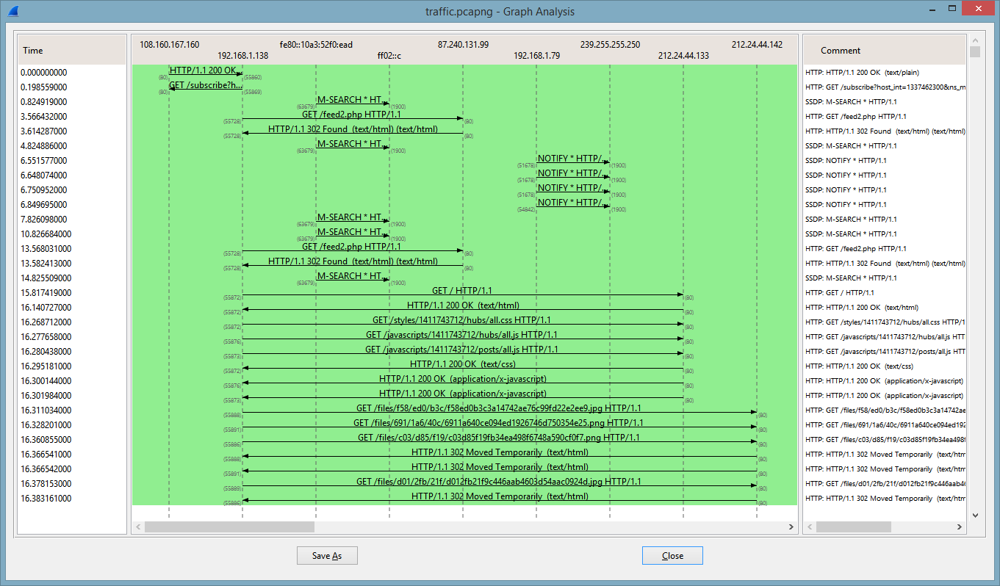 traffic.pcapng - Graph Analysis
Time
108.160.167.160 fe80::10a3:52f0:ead 87.240.131.99 239.255.255.250 212.24.44.142
192.168.1.138 ff02::c 192.168.1.79 212.24.44.133
Comment
0.000000000 (80) HTTP/1.1 200 OK... (55860) HTTP: HTTP/1.1 200 OK (text/plain)
0.198559000 (80) GET /subscribe?h... (55869) HTTP: GET /subscribe?host_int=1337462300&ns_m
0.824919000 (63679) M-SEARCH * HT... (1900) SSDP: M-SEARCH * HTTP/1.1
3.566432000 (55728) GET /feed2.php HTTP/1.1 (80) HTTP: GET /feed2.php HTTP/1.1
3.614287000 (55728) HTTP/1.1 302 Found (text/html) (text/html) (80) HTTP: HTTP/1.1 302 Found (text/html) (text/html)
4.824886000 (63679) M-SEARCH * HT... (1900) SSDP: M-SEARCH * HTTP/1.1
6.551577000 (51678) NOTIFY * HTTP/... (1900) SSDP: NOTIFY * HTTP/1.1
6.648074000 (51678) NOTIFY * HTTP/... (1900) SSDP: NOTIFY * HTTP/1.1
6.750952000 (51678) NOTIFY * HTTP/... (1900) SSDP: NOTIFY * HTTP/1.1
6.849695000 (54842) NOTIFY * HTTP/... (1900) SSDP: NOTIFY * HTTP/1.1
7.826098000 (63679) M-SEARCH * HT... (1900) SSDP: M-SEARCH * HTTP/1.1
10.826684000 (63679) M-SEARCH * HT... (1900) SSDP: M-SEARCH * HTTP/1.1
13.568031000 (55728) GET /feed2.php HTTP/1.1 (80) HTTP: GET /feed2.php HTTP/1.1
13.582413000 (55728) HTTP/1.1 302 Found (text/html) (text/html) (80) HTTP: HTTP/1.1 302 Found (text/html) (text/html)
14.825509000 (63679) M-SEARCH * HT... (1900) SSDP: M-SEARCH * HTTP/1.1
15.817419000 (55872) GET / HTTP/1.1 (80) HTTP: GET / HTTP/1.1
16.140727000 (55872) HTTP/1.1 200 OK (text/html) (80) HTTP: HTTP/1.1 200 OK (text/html)
16.268712000 (55872) GET /styles/1411743712/hubs/all.css HTTP/1.1 (80) HTTP: GET /styles/1411743712/hubs/all.css HTTP/1
16.277658000 (55876) GET /javascripts/1411743712/hubs/all.js HTTP/1.1 (80) HTTP: GET /javascripts/1411743712/hubs/all.js HTT
16.280438000 (55873) GET /javascripts/1411743712/posts/all.js HTTP/1.1 (80) HTTP: GET /javascripts/1411743712/posts/all.js HTT
16.295181000 (55872) HTTP/1.1 200 OK (text/css) (80) HTTP: HTTP/1.1 200 OK (text/css)
16.300144000 (55876) HTTP/1.1 200 OK (application/x-javascript) (80) HTTP: HTTP/1.1 200 OK (application/x-javascript)
16.301984000 (55873) HTTP/1.1 200 OK (application/x-javascript) (80) HTTP: HTTP/1.1 200 OK (application/x-javascript)
16.311034000 (55888) GET /files/f58/ed0/b3c/f58ed0b3c3a14742ae76c99fd22e2ee9.jpg HTTP/1.1 (80) HTTP: GET /files/f58/ed0/b3c/f58ed0b3c3a14742ae
16.328201000 (55891) GET /files/691/1a6/40c/6911a640ce094ed1926746d750354e25.png HTTP/1.1 (80) HTTP: GET /files/691/1a6/40c/6911a640ce094ed192
16.360855000 (55886) GET /files/c03/d85/f19/c03d85f19fb34ea498f6748a590cf0f7.png HTTP/1.1 (80) HTTP: GET /files/c03/d85/f19/c03d85f19fb34ea498f
16.366541000 (55888) HTTP/1.1 302 Moved Temporarily (text/html) (80) HTTP: HTTP/1.1 302 Moved Temporarily (text/htm
16.366542000 (55891) HTTP/1.1 302 Moved Temporarily (text/html) (80) HTTP: HTTP/1.1 302 Moved Temporarily (text/htm
16.378153000 (55889) GET /files/d01/2fb/21f/d012fb21f9c446aab4603d54aac0924d.jpg HTTP/1.1 (80) HTTP: GET /files/d01/2fb/21f/d012fb21f9c446aab4
16.383161000 (55886) HTTP/1.1 302 Moved Temporarily (text/html) (80) HTTP: HTTP/1.1 302 Moved Temporarily (text/htm
Save As Close